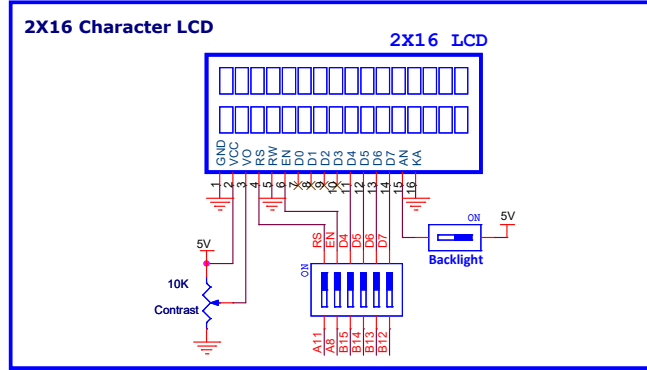 2X16 Character LCD
2X16 LCD
GND VCC VO RS RW EN D0 D1 D2 D3 D4 D5 D6 D7 AN KA
1 2 3 4 5 6 7 8 9 10 11 12 13 14 15 16
ON
5V
RS EN D4 D5 D6 D7
5V
Backlight
ON
10K
Contrast
A11 A8 B15 B14 B13 B12